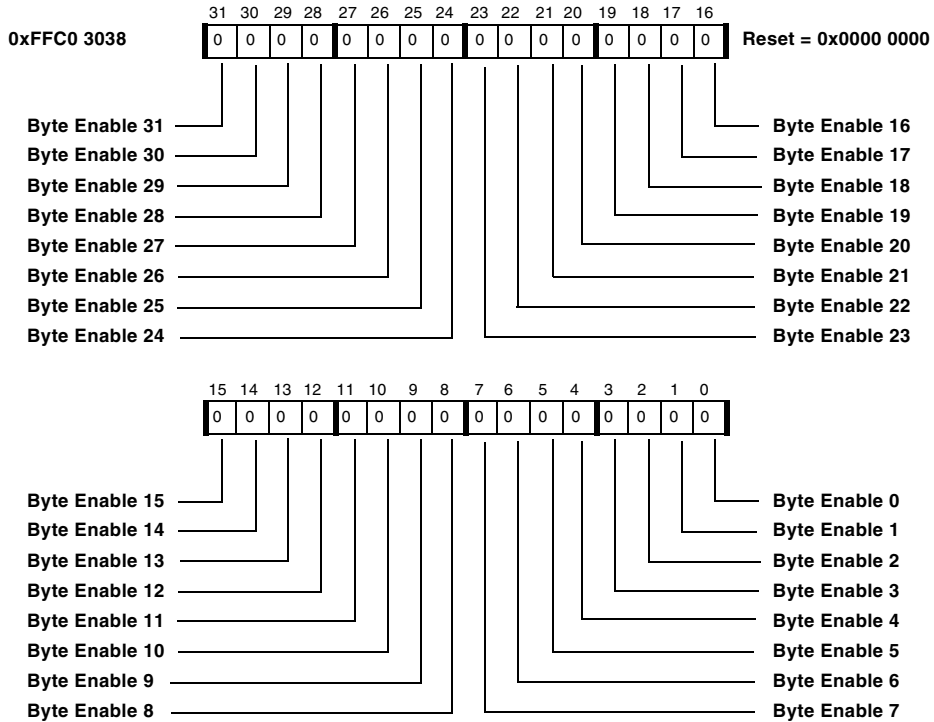 31 30 29 28 27 26 25 24 23 22 21 20 19 18 17 16
0xFFC0 3038 0 0 0 0 0 0 0 0 0 0 0 0 0 0 0 0 Reset = 0x0000 0000
Byte Enable 31 Byte Enable 16
Byte Enable 30 Byte Enable 17
Byte Enable 29 Byte Enable 18
Byte Enable 28 Byte Enable 19
Byte Enable 27 Byte Enable 20
Byte Enable 26 Byte Enable 21
Byte Enable 25 Byte Enable 22
Byte Enable 24 Byte Enable 23
15 14 13 12 11 10 9 8 7 6 5 4 3 2 1 0
0 0 0 0 0 0 0 0 0 0 0 0 0 0 0 0
Byte Enable 15 Byte Enable 0
Byte Enable 14 Byte Enable 1
Byte Enable 13 Byte Enable 2
Byte Enable 12 Byte Enable 3
Byte Enable 11 Byte Enable 4
Byte Enable 10 Byte Enable 5
Byte Enable 9 Byte Enable 6
Byte Enable 8 Byte Enable 7